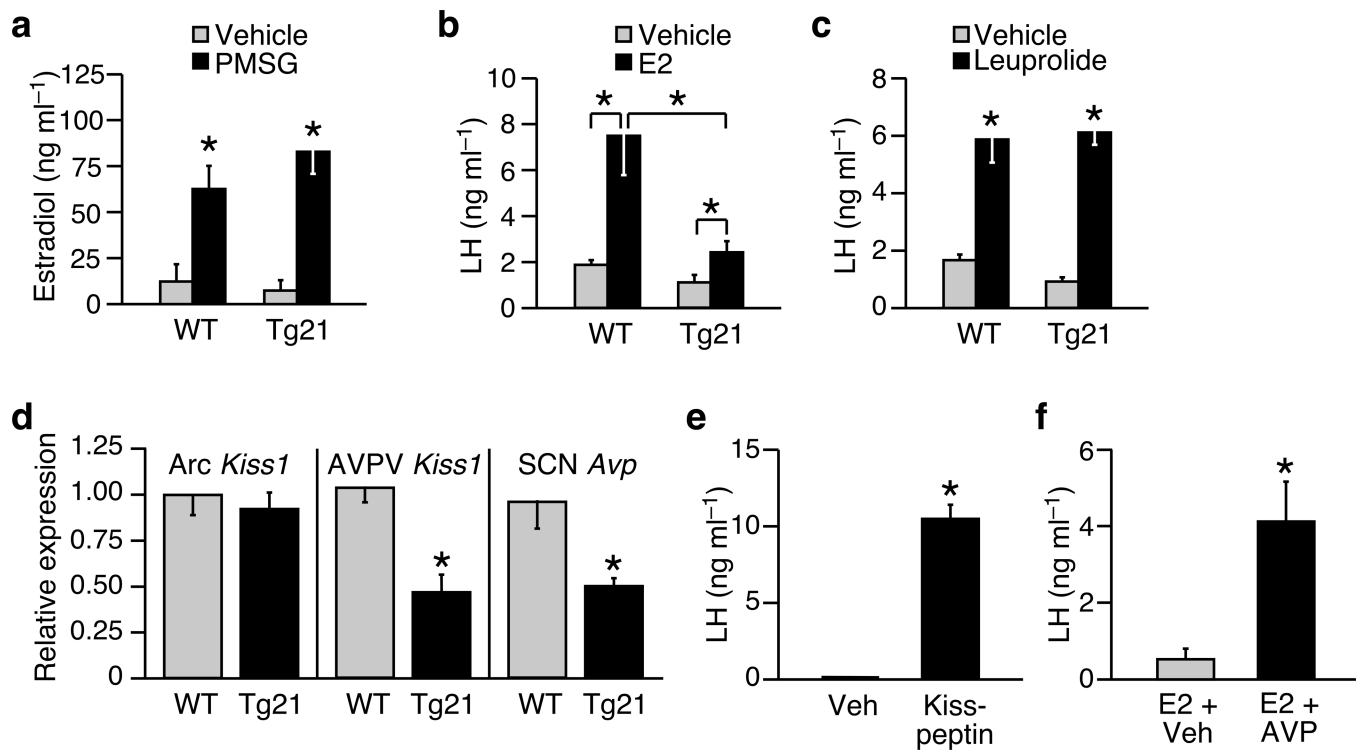 a
Vehicle
PMSG
Estradiol (ng ml⁻¹)
125
100
75
50
25
0
*
*
WT
Tg21
b
Vehicle
E2
LH (ng ml⁻¹)
10
8
6
4
2
0
*
*
*
WT
Tg21
c
Vehicle
Leuprolide
LH (ng ml⁻¹)
8
6
4
2
0
*
*
WT
Tg21
d
Relative expression
1.25
1.00
0.75
0.50
0.25
0
Arc Kiss1
AVPV Kiss1
SCN Avp
*
*
WT
Tg21
WT
Tg21
WT
Tg21
e
LH (ng ml⁻¹)
15
10
5
0
*
Veh
Kiss-
peptin
f
LH (ng ml⁻¹)
6
4
2
0
*
E2 +
Veh
E2 +
AVP